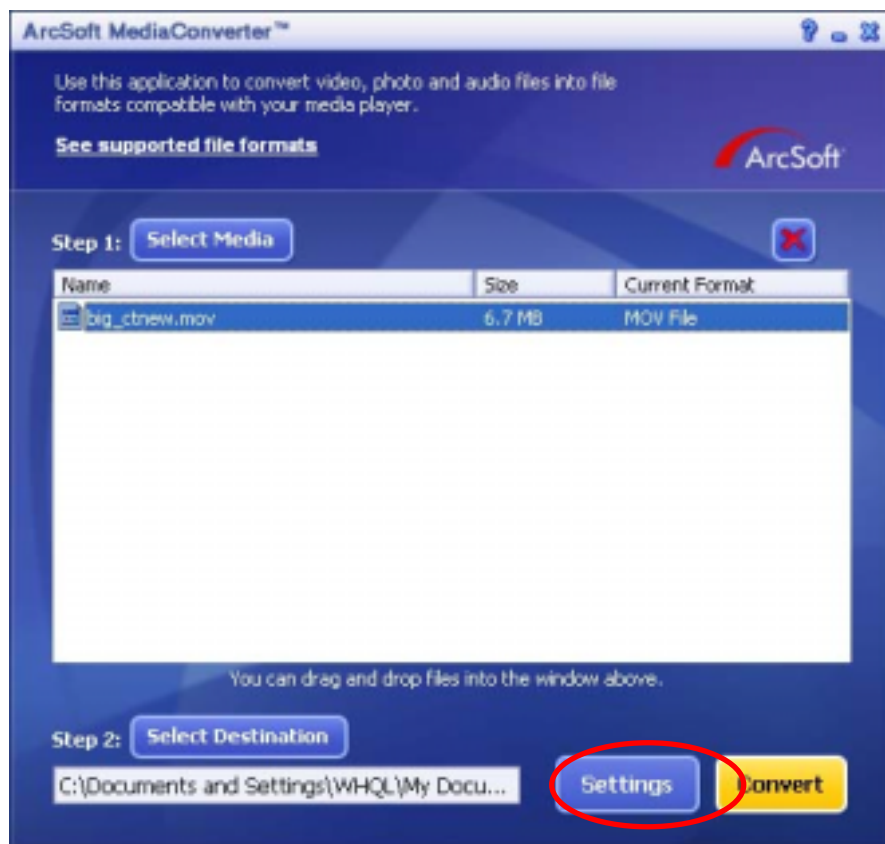 ArcSoft MediaConverter™
Use this application to convert video, photo and audio files into file
formats compatible with your media player.
See supported file formats
ArcSoft
Step 1: Select Media
Name Size Current Format
big_ctnew.mov 6.7 MB MOV File
You can drag and drop files into the window above.
Step 2: Select Destination
C:\Documents and Settings\WHQL\My Docu... Settings Convert